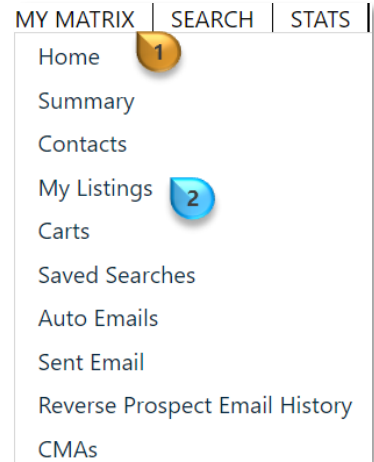 MY MATRIX SEARCH STATS
Home 1
Summary
Contacts
My Listings 2
Carts
Saved Searches
Auto Emails
Sent Email
Reverse Prospect Email History
CMAs